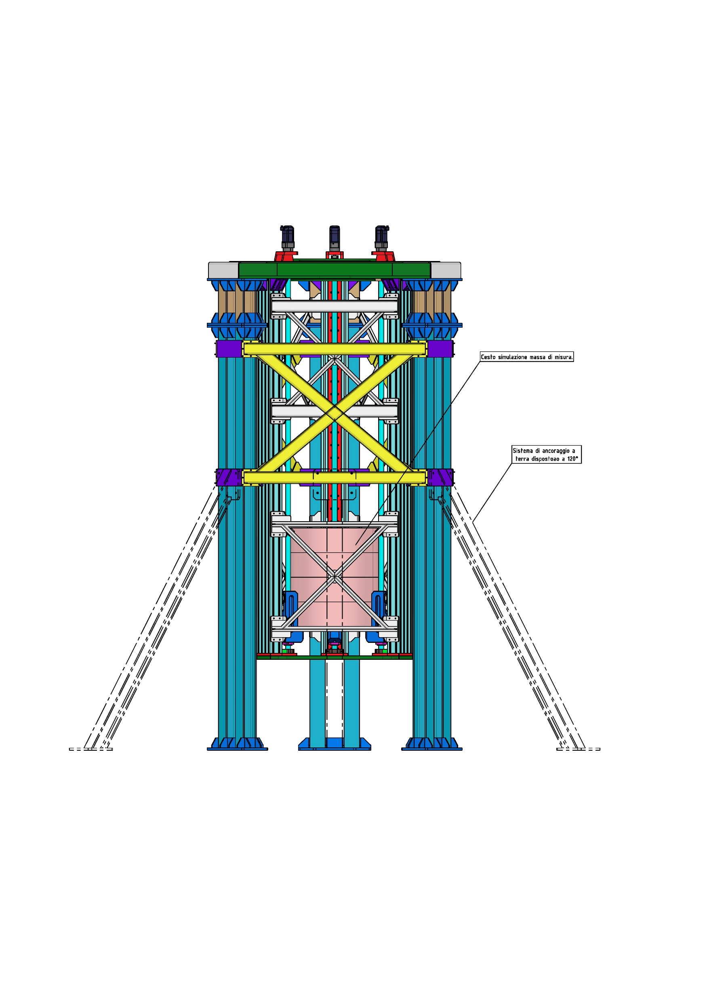 Cesto simulazione massa di misura.
Sistema di ancoraggio a
terra dispostoao a 120°